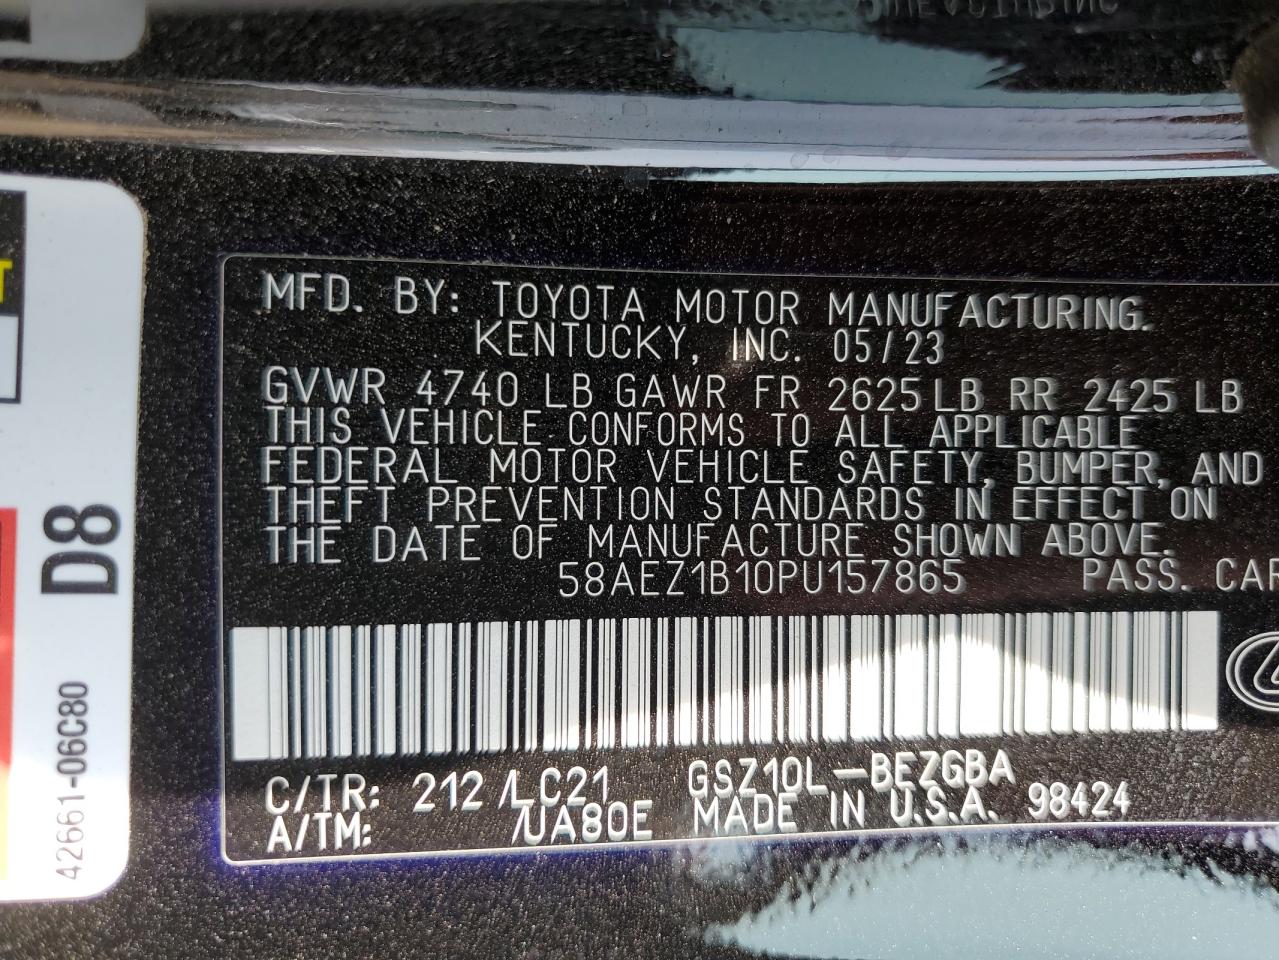 MFD. BY: TOYOTA MOTOR MANUFACTURING.
KENTUCKY, INC. 05/23
GVWR 4740 LB GAWR FR 2625 LB RR 2425 LB
THIS VEHICLE CONFORMS TO ALL APPLICABLE
FEDERAL MOTOR VEHICLE SAFETY, BUMPER, AND
THEFT PREVENTION STANDARDS IN EFFECT ON
THE DATE OF MANUFACTURE SHOWN ABOVE.
58AEZ1B10PU157865 PASS. CAR
C/TR: 212 /LC21 GSZ10L-BEZGBA
A/TM: /UA80E MADE IN U.S.A. 98424
D8
42661-06C80
T